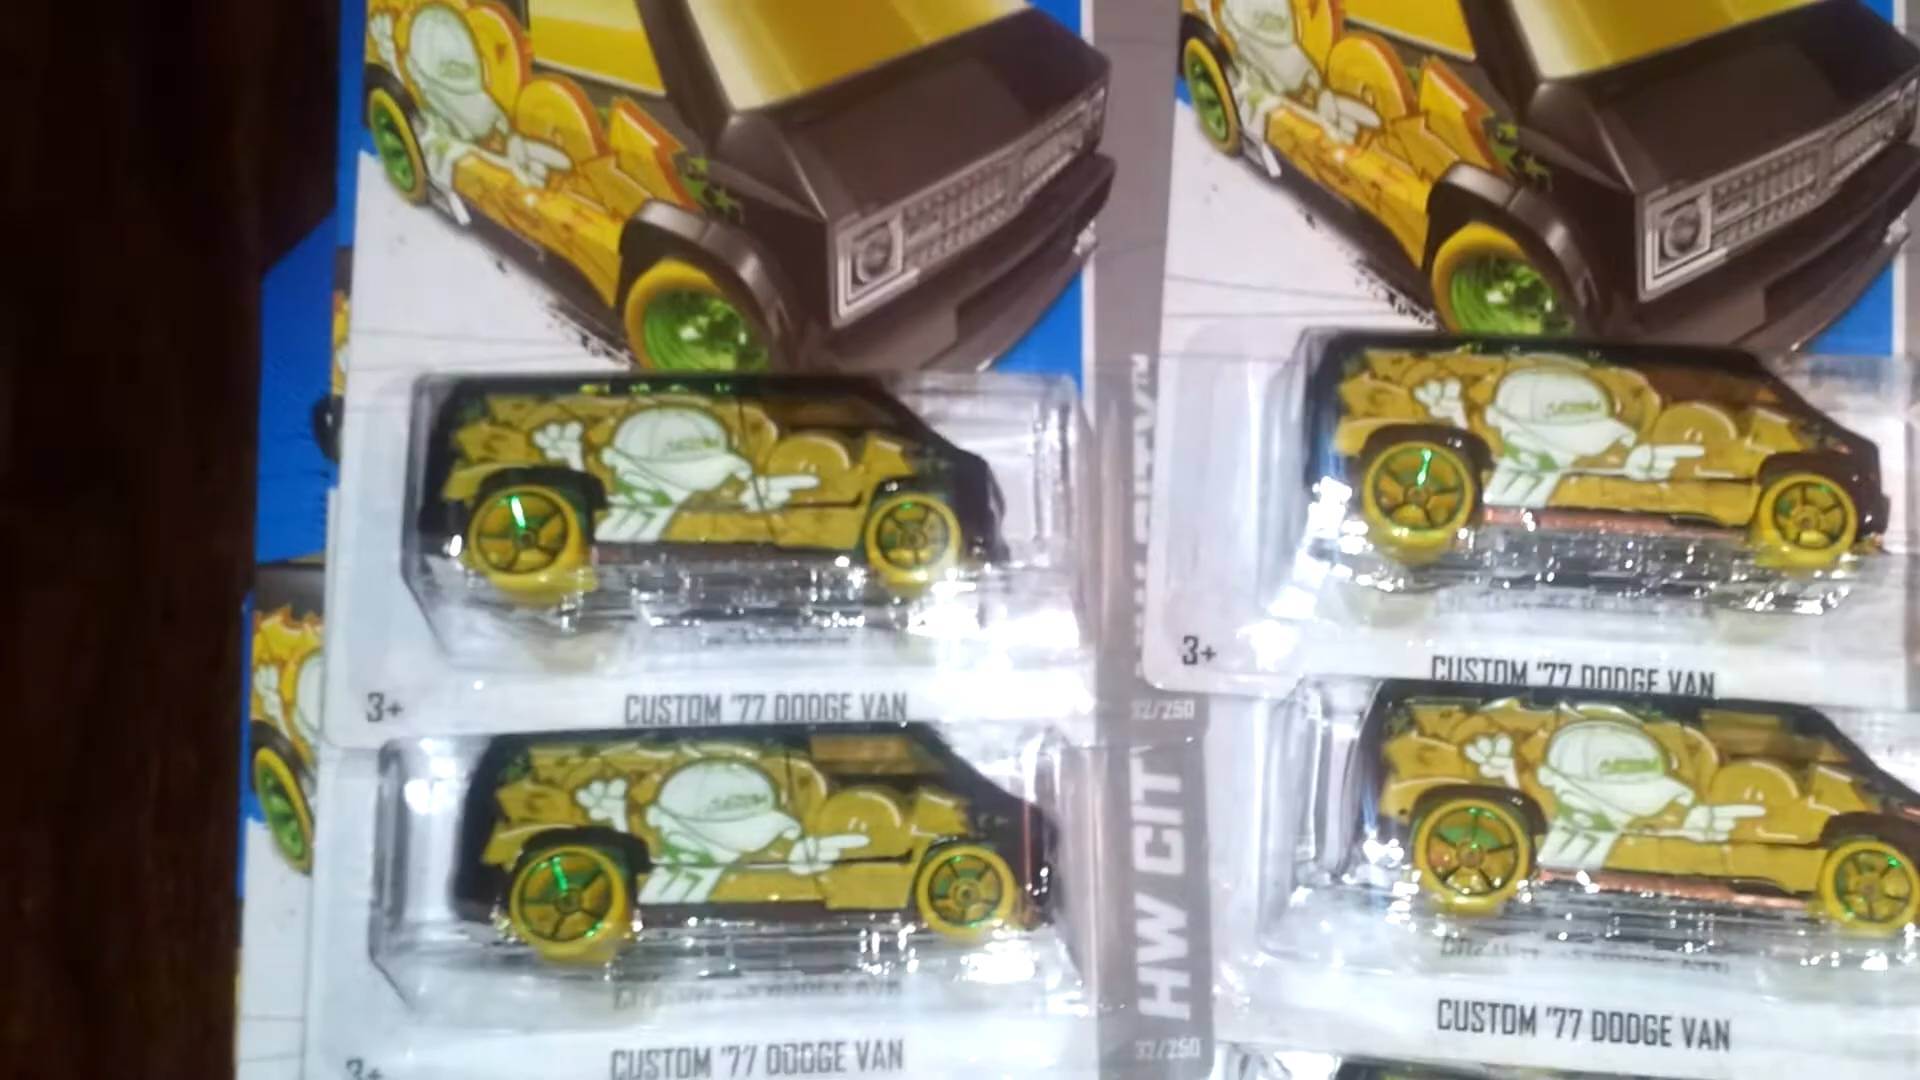 3+
CUSTOM '77 DODGE VAN
32/250
3+
CUSTOM '77 DODGE VAN
HW CIT
3+
CUSTOM '77 DODGE VAN
32/250
CUSTOM '77 DODGE VAN